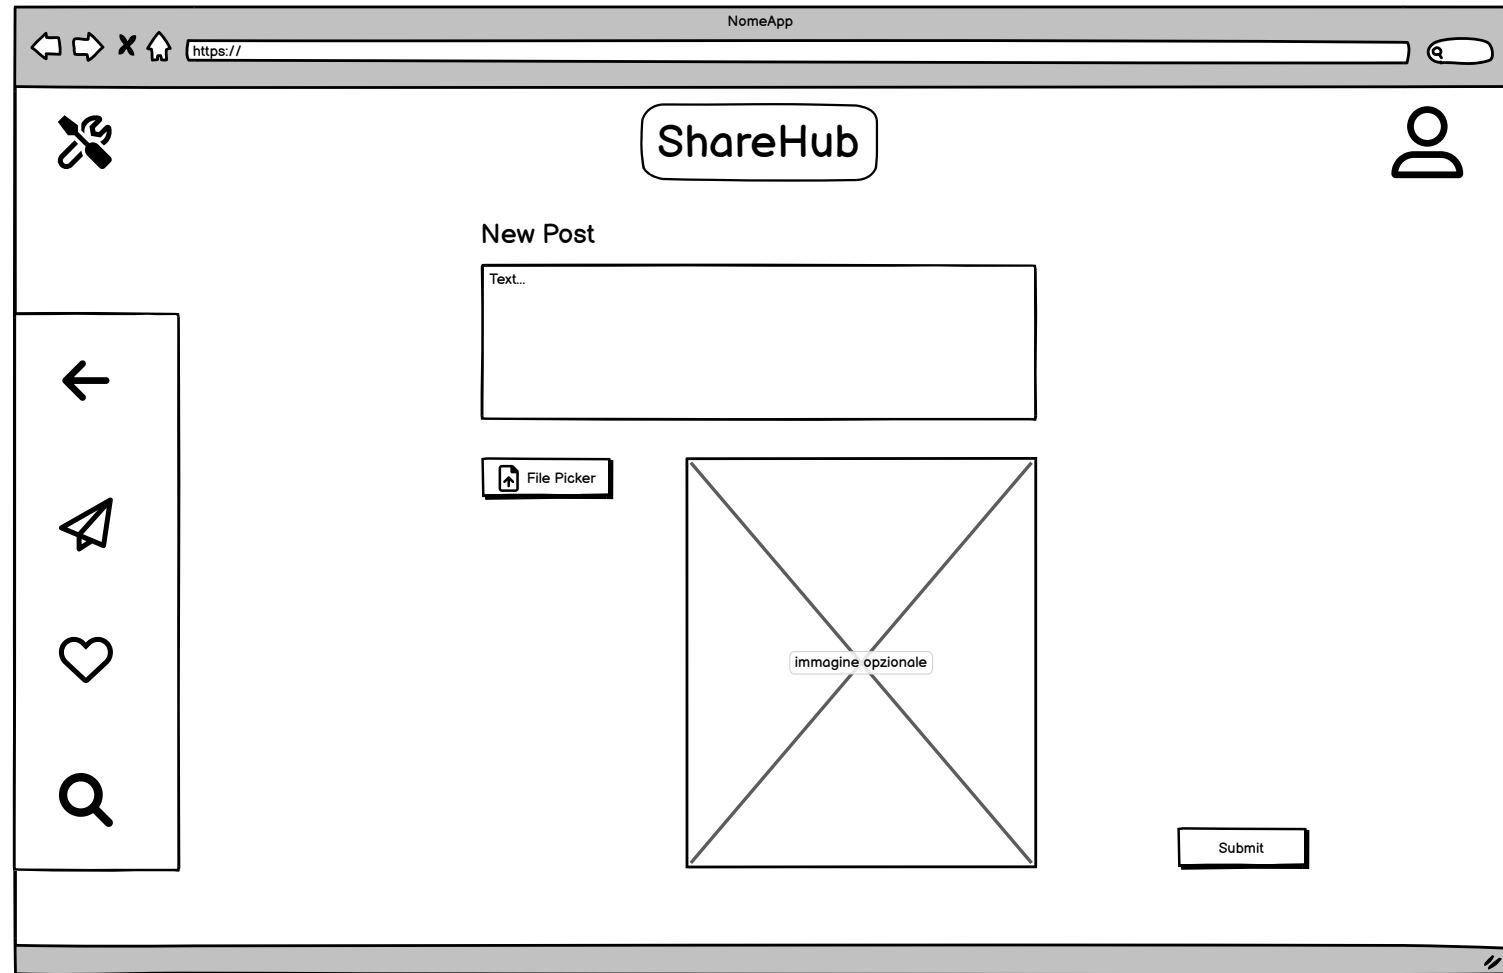 NomeApp
https://
ShareHub
New Post
Text...
File Picker
immagine opzionale
Submit